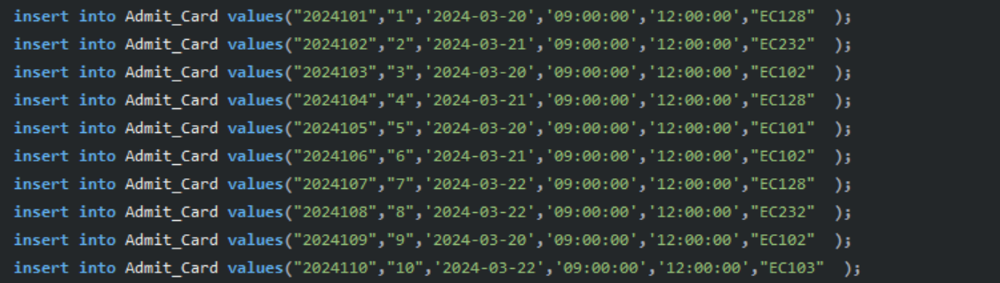 insert into Admit_Card values("2024101","1",'2024-03-20','09:00:00','12:00:00',"EC128"  );
insert into Admit_Card values("2024102","2",'2024-03-21','09:00:00','12:00:00',"EC232"  );
insert into Admit_Card values("2024103","3",'2024-03-20','09:00:00','12:00:00',"EC102"  );
insert into Admit_Card values("2024104","4",'2024-03-21','09:00:00','12:00:00',"EC128"  );
insert into Admit_Card values("2024105","5",'2024-03-20','09:00:00','12:00:00',"EC101"  );
insert into Admit_Card values("2024106","6",'2024-03-21','09:00:00','12:00:00',"EC102"  );
insert into Admit_Card values("2024107","7",'2024-03-22','09:00:00','12:00:00',"EC128"  );
insert into Admit_Card values("2024108","8",'2024-03-22','09:00:00','12:00:00',"EC232"  );
insert into Admit_Card values("2024109","9",'2024-03-20','09:00:00','12:00:00',"EC102"  );
insert into Admit_Card values("2024110","10",'2024-03-22','09:00:00','12:00:00',"EC103"  );